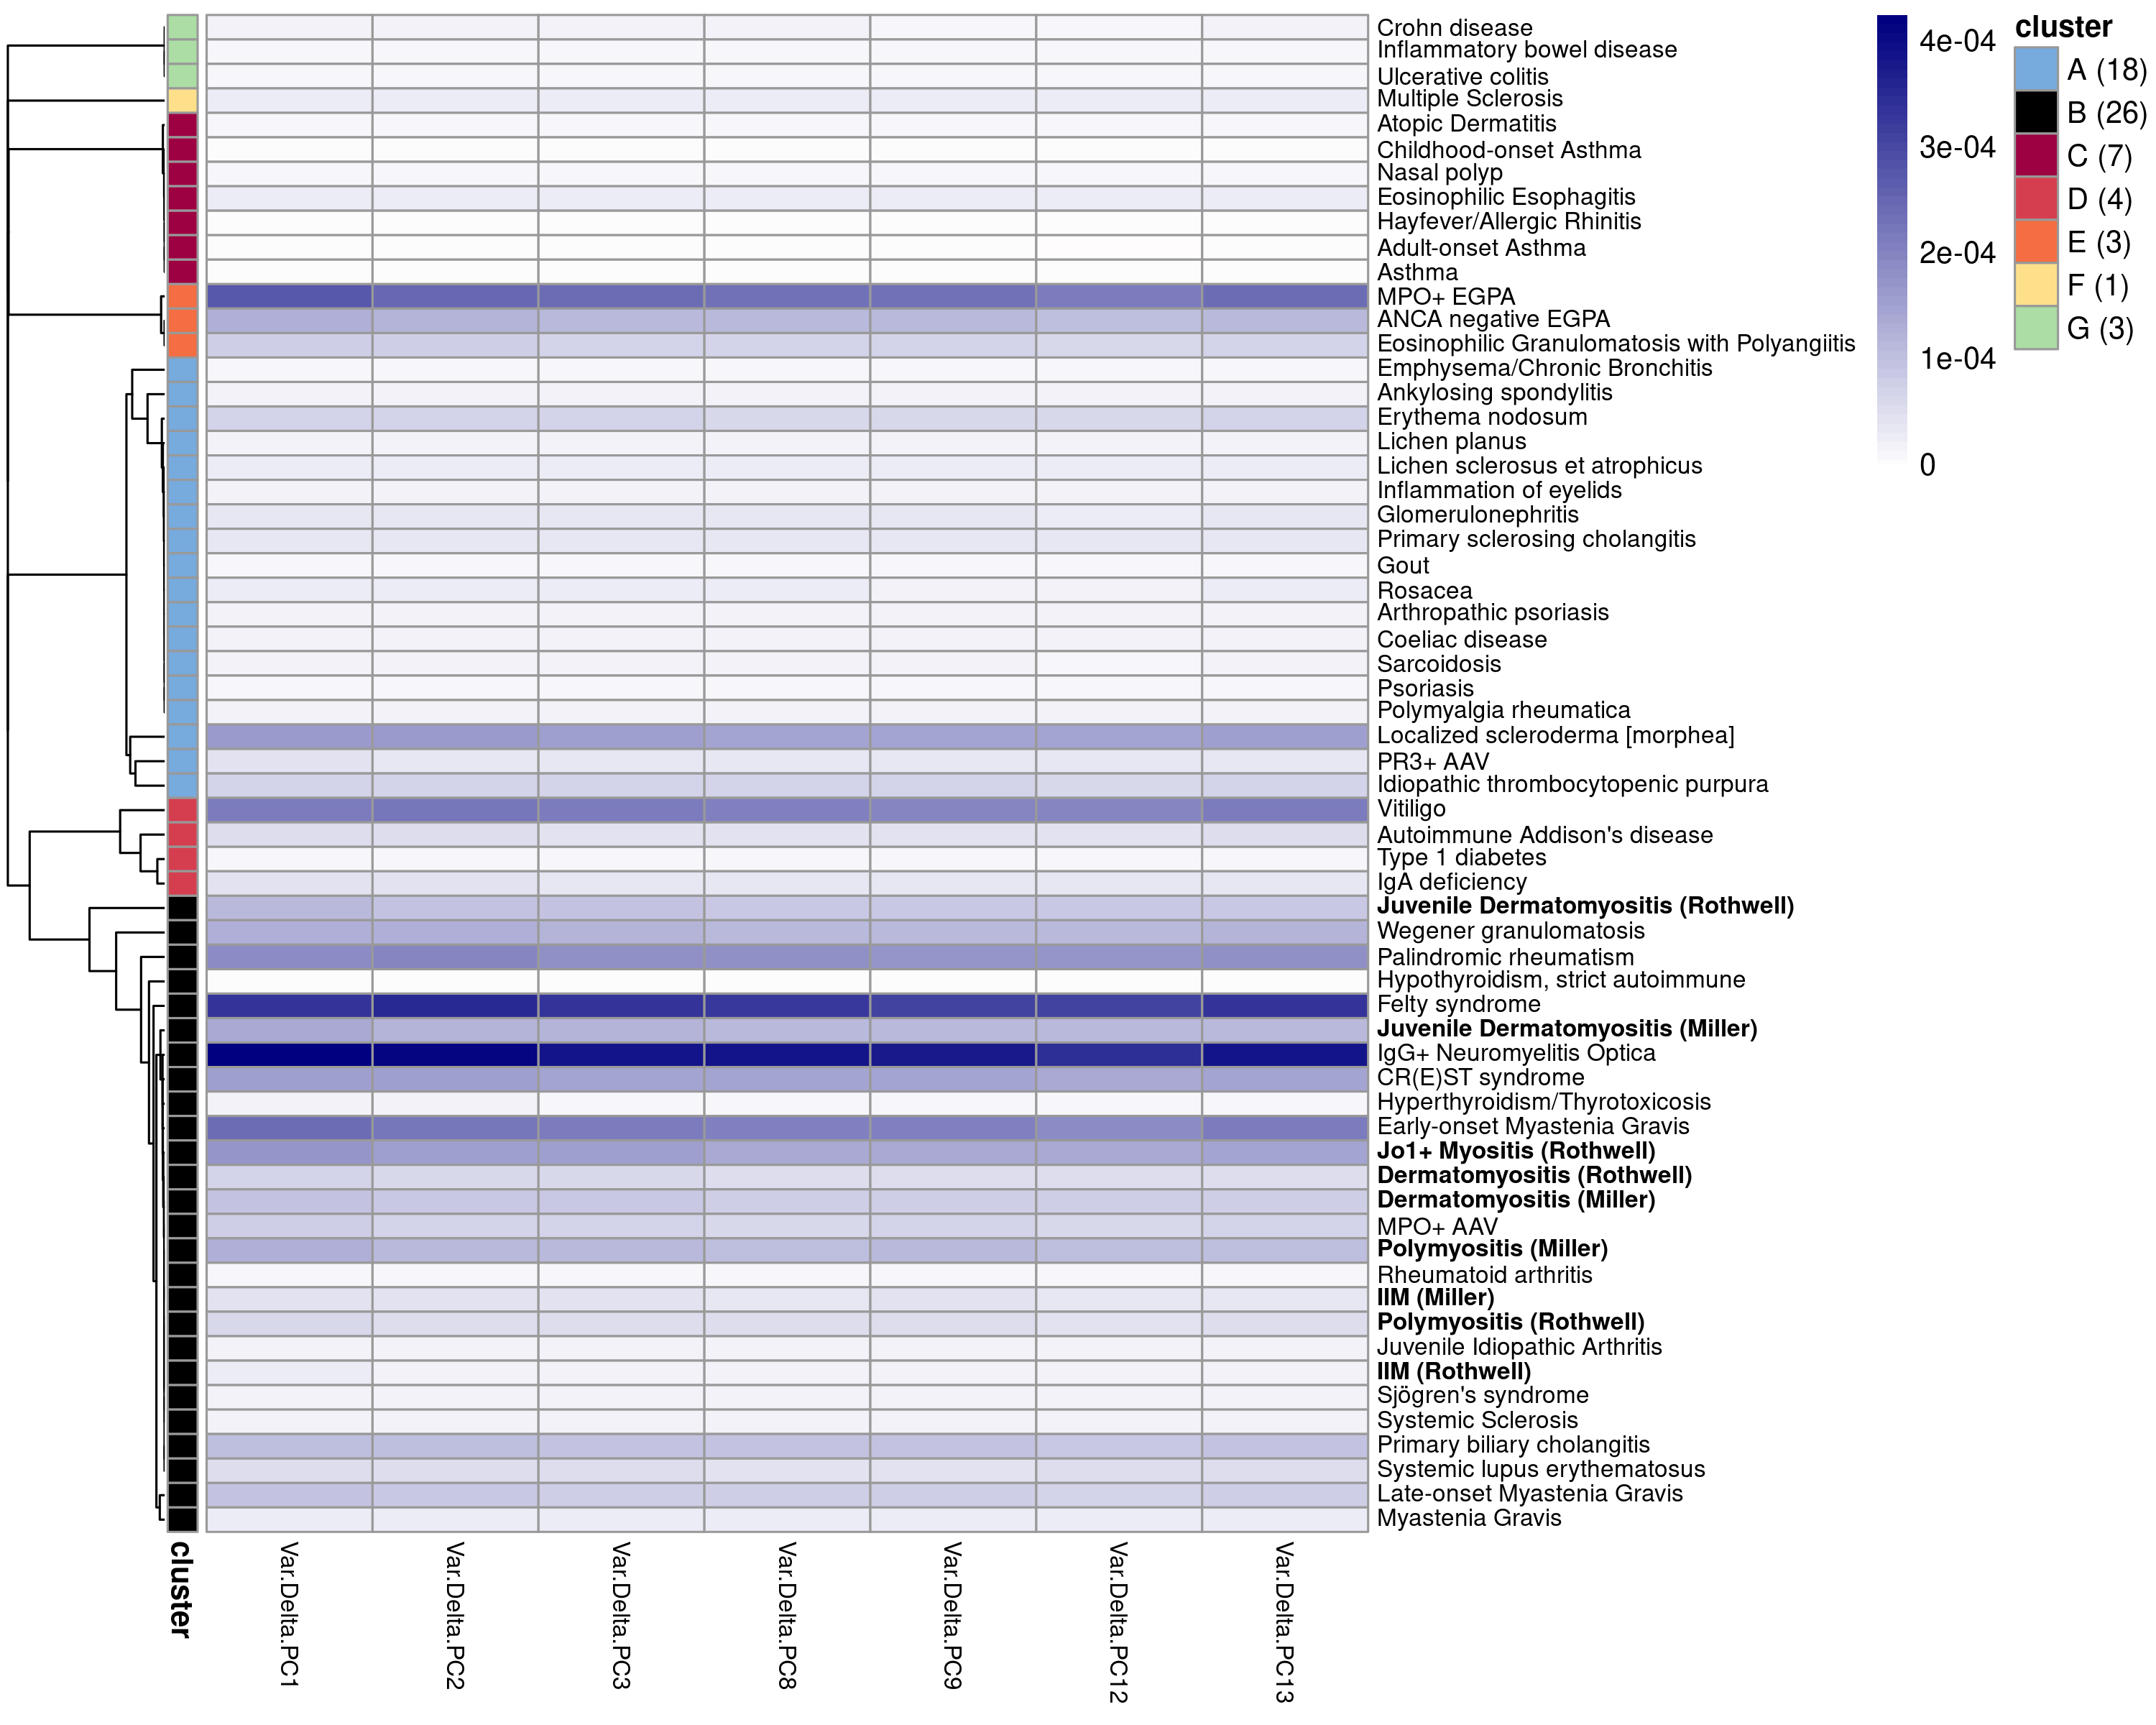 Crohn disease
Inflammatory bowel disease
Ulcerative colitis
Multiple Sclerosis
Atopic Dermatitis
Childhood-onset Asthma
Nasal polyp
Eosinophilic Esophagitis
Hayfever/Allergic Rhinitis
Adult-onset Asthma
Asthma
MPO+ EGPA
ANCA negative EGPA
Eosinophilic Granulomatosis with Polyangiitis
Emphysema/Chronic Bronchitis
Ankylosing spondylitis
Erythema nodosum
Lichen planus
Lichen sclerosus et atrophicus
Inflammation of eyelids
Glomerulonephritis
Primary sclerosing cholangitis
Gout
Rosacea
Arthropathic psoriasis
Coeliac disease
Sarcoidosis
Psoriasis
Polymyalgia rheumatica
Localized scleroderma [morphea]
PR3+ AAV
Idiopathic thrombocytopenic purpura
Vitiligo
Autoimmune Addison's disease
Type 1 diabetes
IgA deficiency
Juvenile Dermatomyositis (Rothwell)
Wegener granulomatosis
Palindromic rheumatism
Hypothyroidism, strict autoimmune
Felty syndrome
Juvenile Dermatomyositis (Miller)
IgG+ Neuromyelitis Optica
CR(E)ST syndrome
Hyperthyroidism/Thyrotoxicosis
Early-onset Myastenia Gravis
Jo1+ Myositis (Rothwell)
Dermatomyositis (Rothwell)
Dermatomyositis (Miller)
MPO+ AAV
Polymyositis (Miller)
Rheumatoid arthritis
IIM (Miller)
Polymyositis (Rothwell)
Juvenile Idiopathic Arthritis
IIM (Rothwell)
Sjögren's syndrome
Systemic Sclerosis
Primary biliary cholangitis
Systemic lupus erythematosus
Late-onset Myastenia Gravis
Myastenia Gravis
4e-04
3e-04
2e-04
1e-04
0
cluster
A (18)
B (26)
C (7)
D (4)
E (3)
F (1)
G (3)
cluster
Var.Delta.PC1
Var.Delta.PC2
Var.Delta.PC3
Var.Delta.PC8
Var.Delta.PC9
Var.Delta.PC12
Var.Delta.PC13